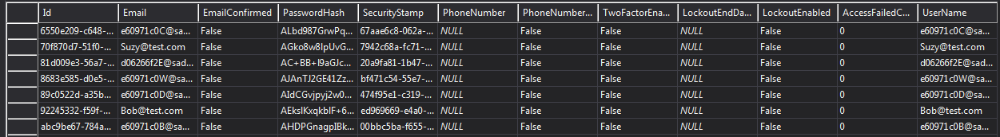 Id Email EmailConfirmed PasswordHash SecurityStamp PhoneNumber PhoneNumber... TwoFactorEna... LockoutEndDa... LockoutEnabled AccessFailedC... UserName
6550e209-c648-... e60971c0C@sa... False ALbd987GrwPq... 67aae6c8-062a-... NULL False False NULL False 0 e60971c0C@sa...
70f870d7-51f0-... Suzy@test.com False AGko8w8IpUvG... 7942c68a-fc71-... NULL False False NULL False 0 Suzy@test.com
81d009e3-56a7-... d06266f2E@sad... False AC+BB+I9aGJc... 20a9fa81-1b47-... NULL False False NULL False 0 d06266f2E@sad...
8683e585-d0e5-... e60971c0W@sa... False AJAnTJ2GE41Zz... bf471c54-55e7-... NULL False False NULL False 0 e60971c0W@sa...
89c0522d-a35b... e60971c0D@sa... False AIdCGvjpyj2w0... 474f95e1-c319-... NULL False False NULL False 0 e60971c0D@sa...
92245332-f59f-... Bob@test.com False AEkslKxqkbIF+6... ed969669-e4a0-... NULL False False NULL False 0 Bob@test.com
abc9be67-784a... e60971c0B@sa... False AHDPGnagpIBk... 00bbc5ba-f655-... NULL False False NULL False 0 e60971c0B@sa...